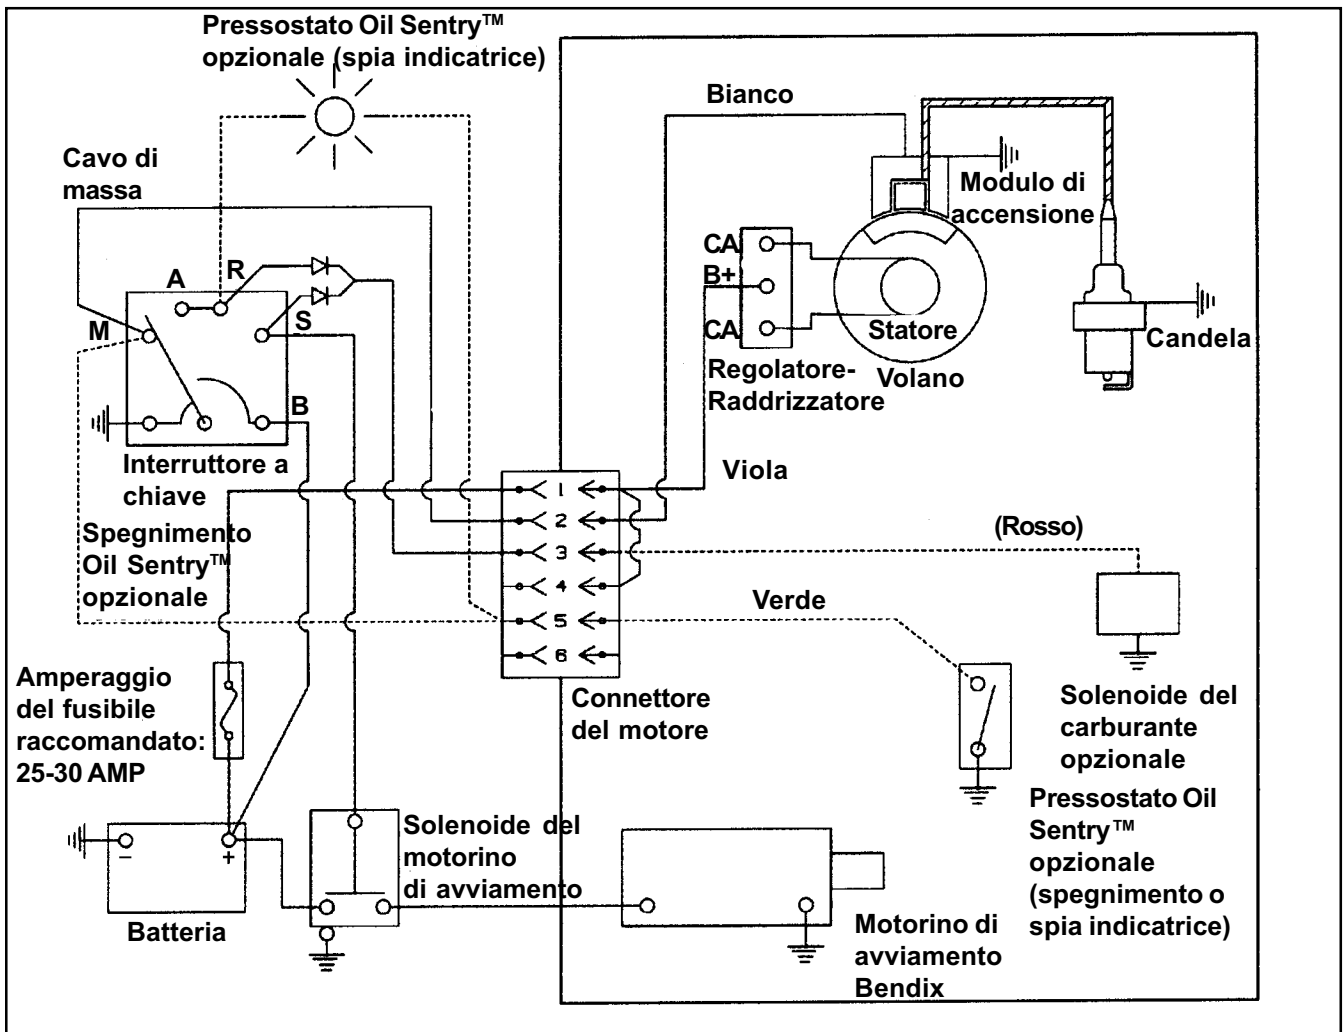 Pressostato Oil Sentry™
opzionale (spia indicatrice)
Bianco
Cavo di
massa
Modulo di
accensione
CA
B+
CA
A
R
M
S
B
Statore
Volano
Candela
Regolatore-
Raddrizzatore
Interruttore a
chiave
Viola
1
2
3
4
5
6
(Rosso)
Spegnimento
Oil Sentry™
opzionale
Verde
Amperaggio
del fusibile
raccomandato:
25-30 AMP
Connettore
del motore
Solenoide del
carburante
opzionale
Pressostato Oil
Sentry™
opzionale
(spegnimento o
spia indicatrice)
Solenoide del
motorino
di avviamento
- +
Batteria
Motorino di
avviamento
Bendix